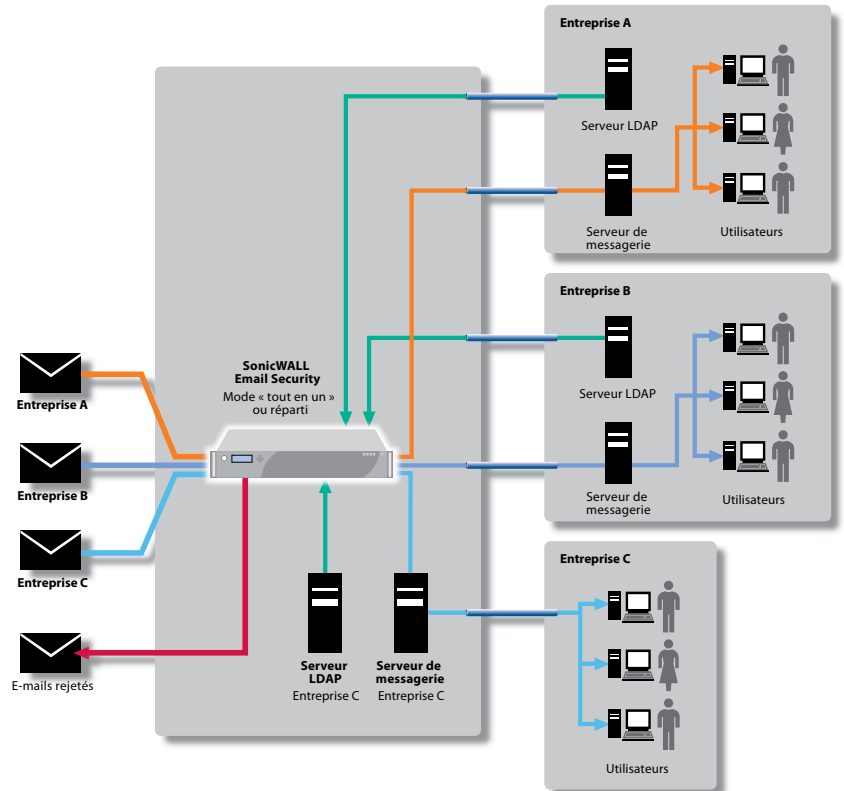 Entreprise A
Serveur LDAP
Serveur de
messagerie
Utilisateurs
Entreprise B
Serveur LDAP
Serveur de
messagerie
Utilisateurs
SonicWALL
Email Security
Mode « tout en un »
ou réparti
Entreprise A
Entreprise B
Entreprise C
E-mails rejetés
Serveur
LDAP
Entreprise C
Serveur de
messagerie
Entreprise C
Entreprise C
Utilisateurs